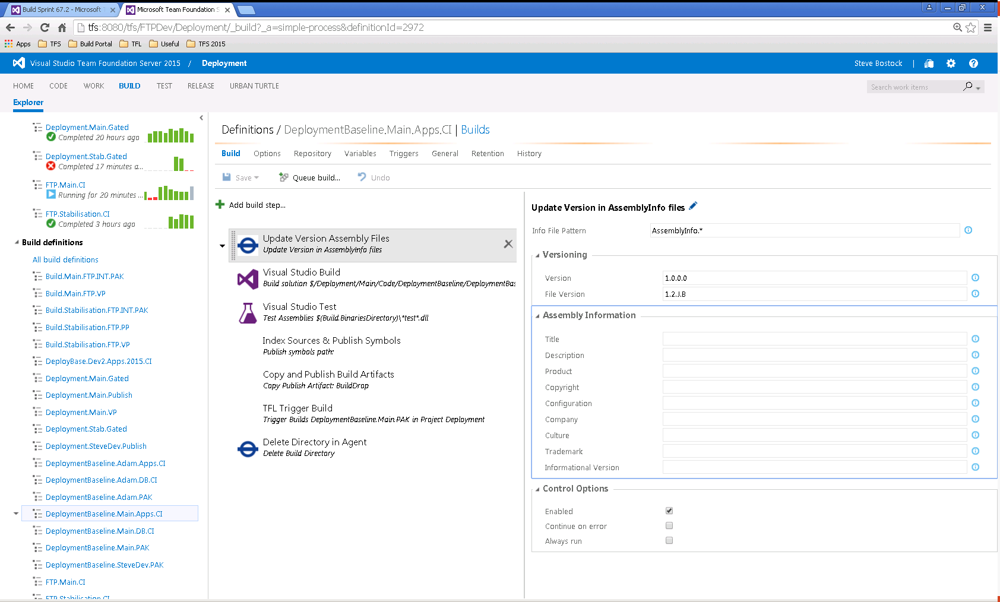 Build Sprint 67.2 - Microsoft T
Microsoft Team Foundation S
tfs:8080/tfs/FTPDev/Deployment/_build?_a=simple-process&definitionId=2972
Apps TFS Build Portal TFL Useful TFS 2015
Visual Studio Team Foundation Server 2015 / Deployment
Steve Bostock |
HOME CODE WORK BUILD TEST RELEASE URBAN TURTLE
Search work items
Explorer
Deployment.Main.Gated
Completed 20 hours ago
Deployment.Stab.Gated
Completed 17 minutes a...
FTP.Main.CI
Running for 20 minutes ...
FTP.Stabilisation.CI
Completed 3 hours ago
Build definitions
All build definitions
Build.Main.FTP.INT.PAK
Build.Main.FTP.VP
Build.Stabilisation.FTP.INT.PAK
Build.Stabilisation.FTP.PP
Build.Stabilisation.FTP.VP
DeployBase.Dev2.Apps.2015.CI
Deployment.Main.Gated
Deployment.Main.Publish
Deployment.Main.VP
Deployment.Stab.Gated
Deployment.SteveDev.Publish
DeploymentBaseline.Adam.Apps.CI
DeploymentBaseline.Adam.DB.CI
DeploymentBaseline.Adam.PAK
DeploymentBaseline.Main.Apps.CI
DeploymentBaseline.Main.DB.CI
DeploymentBaseline.Main.PAK
DeploymentBaseline.SteveDev.PAK
FTP.Main.CI
FTP.Stabilisation.CI
Definitions / DeploymentBaseline.Main.Apps.CI | Builds
Build Options Repository Variables Triggers General Retention History
Save Queue build... Undo
Add build step...
Update Version Assembly Files
Update Version in AssemblyInfo files
Visual Studio Build
Build solution $/Deployment/Main/Code/DeploymentBaseline/DeploymentBas
Visual Studio Test
Test Assemblies $(Build.BinariesDirectory)\*test*.dll
Index Sources & Publish Symbols
Publish symbols path:
Copy and Publish Build Artifacts
Copy Publish Artifact: BuildDrop
TFL Trigger Build
Trigger Builds DeploymentBaseline.Main.PAK in Project Deployment
Delete Directory in Agent
Delete Build Directory
Update Version in AssemblyInfo files
Info File Pattern AssemblyInfo.*
Versioning
Version 1.0.0.0
File Version 1.2.J.B
Assembly Information
Title
Description
Product
Copyright
Configuration
Company
Culture
Trademark
Informational Version
Control Options
Enabled
Continue on error
Always run